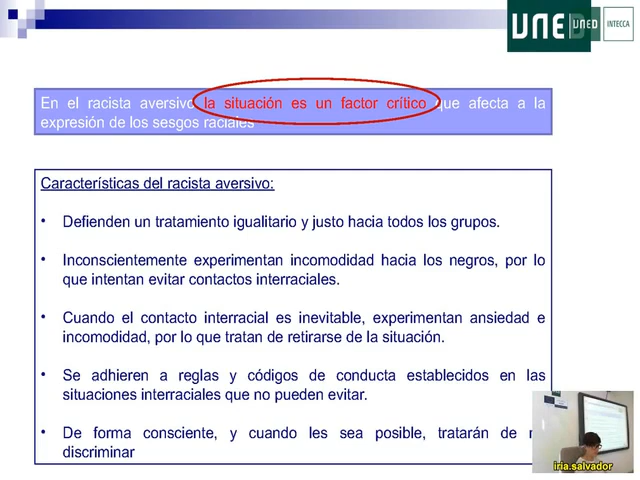 UNED
UNED
INTECCA
En el racista aversivo la situación es un factor crítico que afecta a la
expresión de los sesgos raciales
Características del racista aversivo:
• Defienden un tratamiento igualitario y justo hacia todos los grupos.
• Inconscientemente experimentan incomodidad hacia los negros, por lo
que intentan evitar contactos interraciales.
• Cuando el contacto interracial es inevitable, experimentan ansiedad e
incomodidad, por lo que tratan de retirarse de la situación.
• Se adhieren a reglas y códigos de conducta establecidos en las
situaciones interraciales que no pueden evitar.
• De forma consciente, y cuando les sea posible, tratarán de
discriminar
iria.salvador